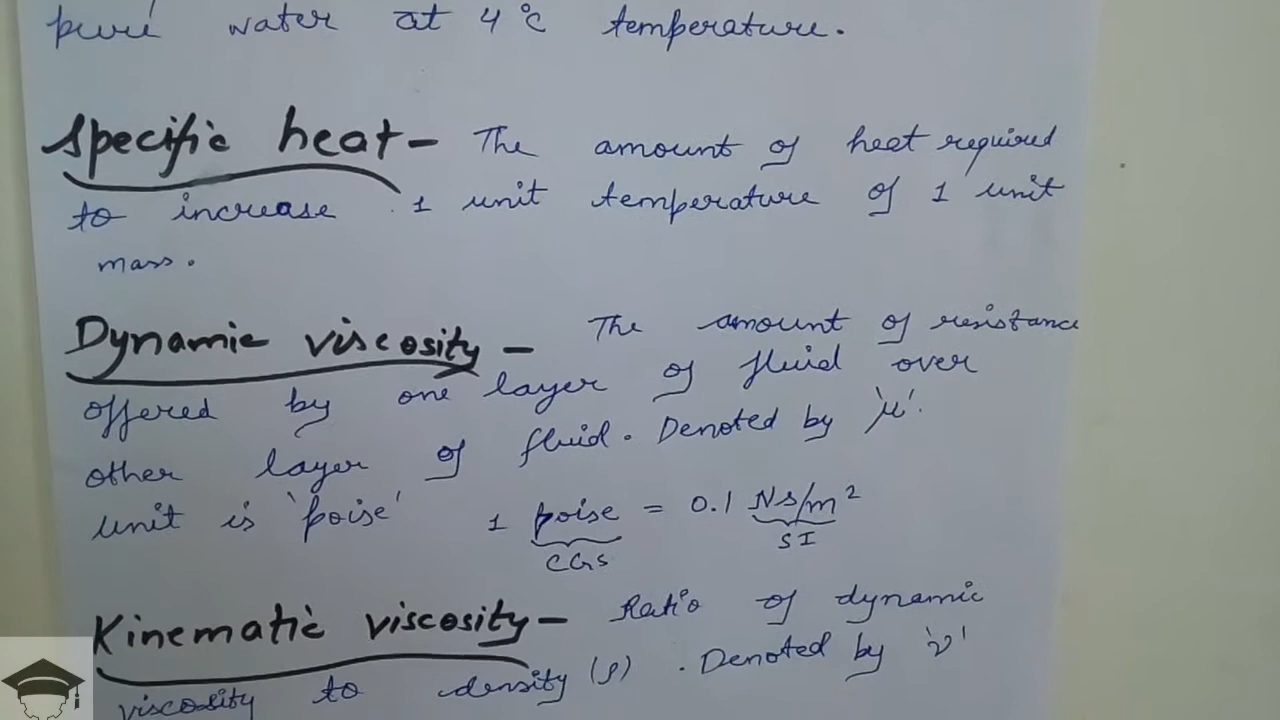 pure water at 4°C temperature.
Specific heat - The amount of heat required
to increase 1 unit temperature of 1 unit
mass.
Dynamic viscosity - The amount of resistance
offered by one layer of fluid over
other layer of fluid. Denoted by 'μ'.
unit is 'poise' 1 poise = 0.1 Ns/m²
CGS SI
Kinematic viscosity - Ratio of dynamic
viscosity to density (ρ). Denoted by 'ν'